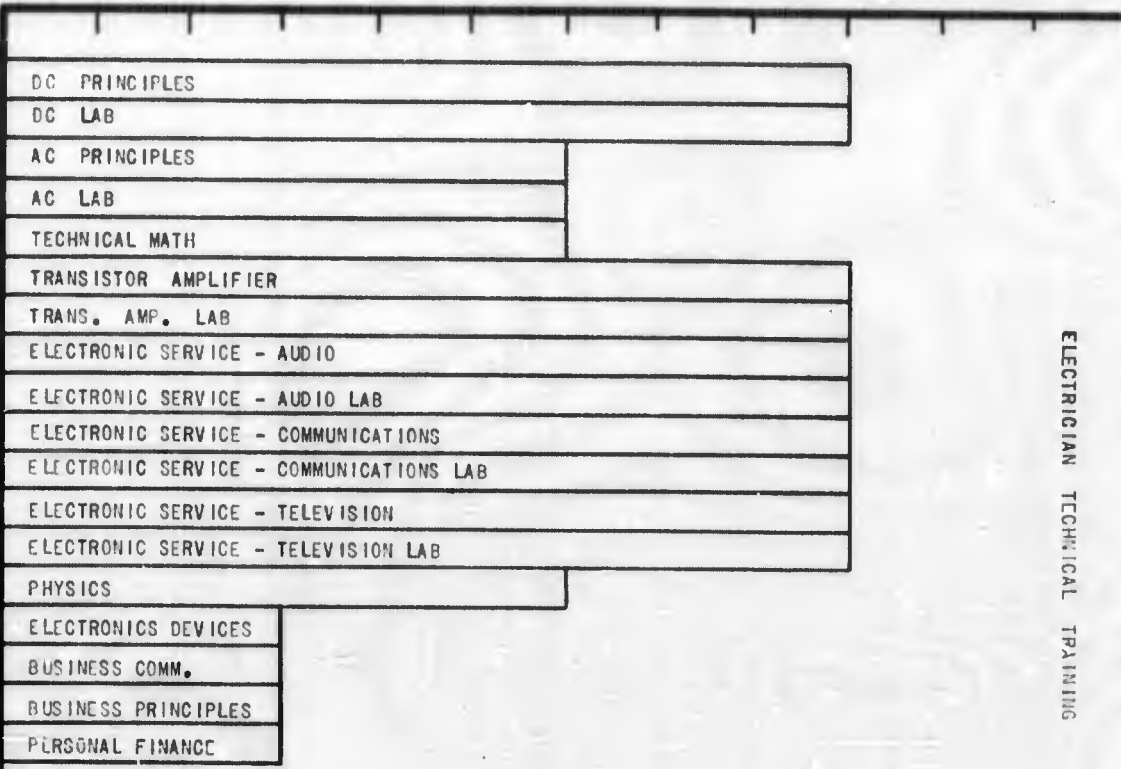 DC PRINCIPLES
DC LAB
AC PRINCIPLES
AC LAB
TECHNICAL MATH
TRANSISTOR AMPLIFIER
TRANS. AMP. LAB
ELECTRONIC SERVICE - AUDIO
ELECTRONIC SERVICE - AUDIO LAB
ELECTRONIC SERVICE - COMMUNICATIONS
ELECTRONIC SERVICE - COMMUNICATIONS LAB
ELECTRONIC SERVICE - TELEVISION
ELECTRONIC SERVICE - TELEVISION LAB
PHYSICS
ELECTRONICS DEVICES
BUSINESS COMM.
BUSINESS PRINCIPLES
PERSONAL FINANCE
ELECTRICIAN TECHNICAL TRAINING